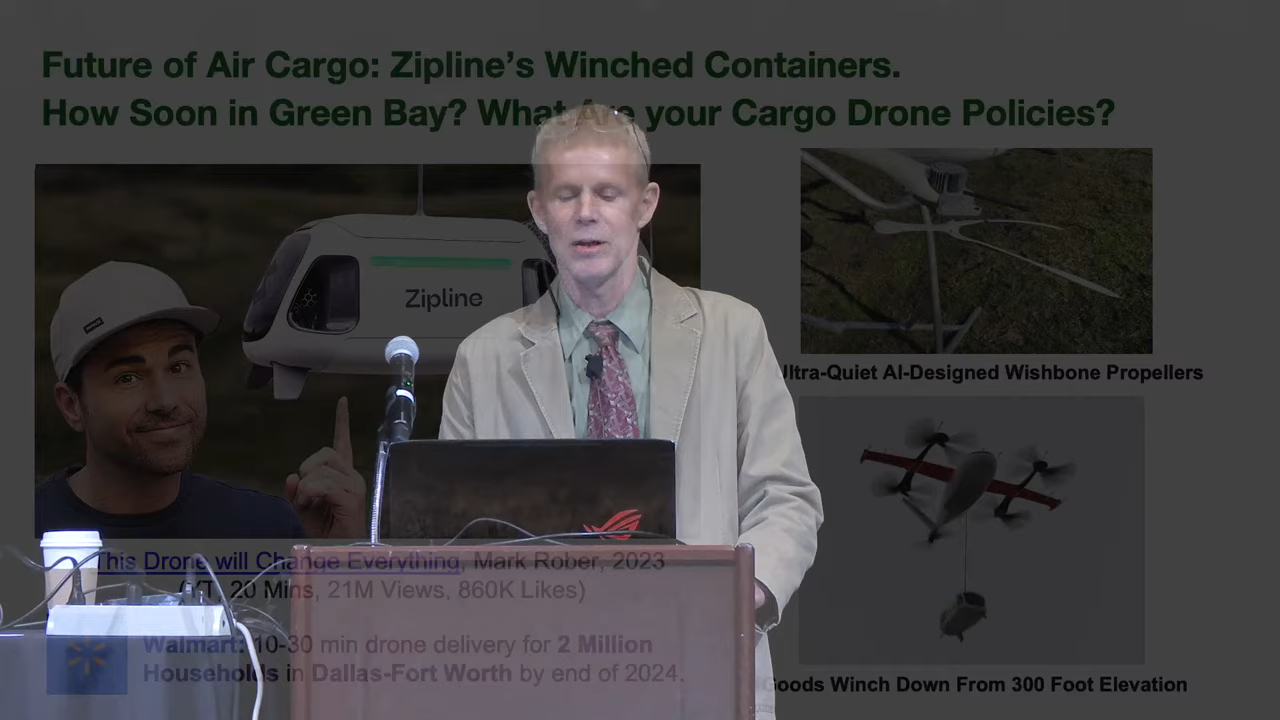 Future of Air Cargo: Zipline's Winched Containers.
How Soon in Green Bay? What Are your Cargo Drone Policies?
Zipline
Ultra-Quiet AI-Designed Wishbone Propellers
This Drone will Change Everything, Mark Rober, 2023
(YT, 20 Mins, 21M Views, 860K Likes)
Walmart: 10-30 min drone delivery for 2 Million
Households in Dallas-Fort Worth by end of 2024.
Goods Winch Down From 300 Foot Elevation